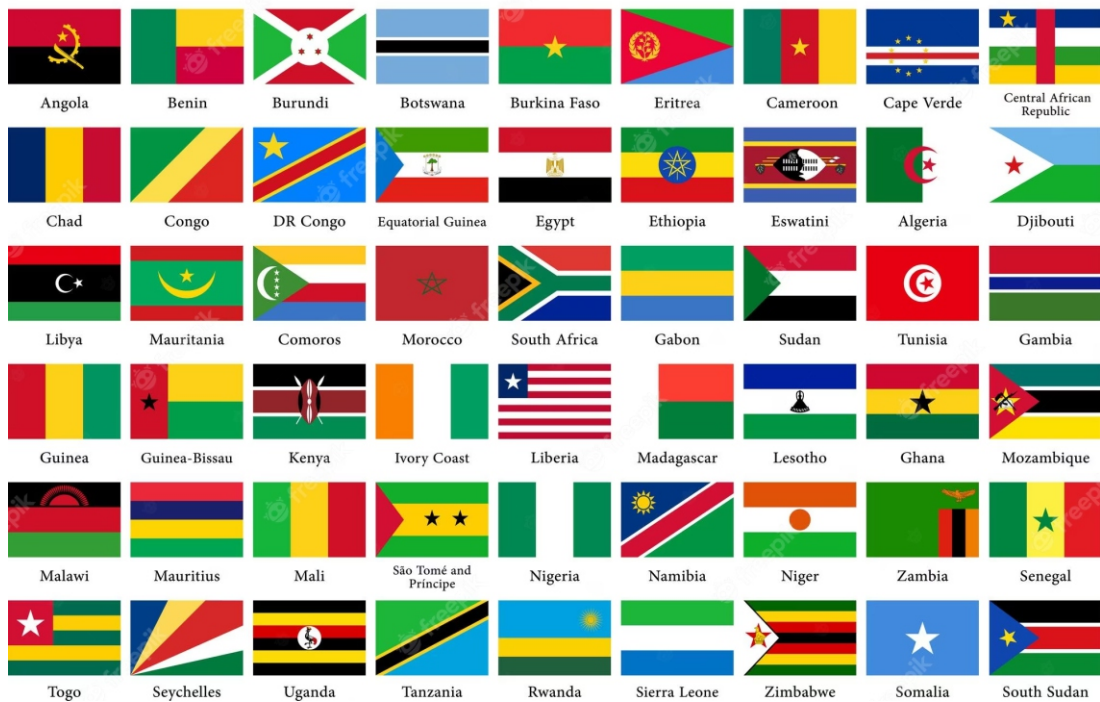 Angola Benin Burundi Botswana Burkina Faso Eritrea Cameroon Cape Verde Central African
Republic
Chad Congo DR Congo Equatorial Guinea Egypt Ethiopia Eswatini Algeria Djibouti
Libya Mauritania Comoros Morocco South Africa Gabon Sudan Tunisia Gambia
Guinea Guinea-Bissau Kenya Ivory Coast Liberia Madagascar Lesotho Ghana Mozambique
Malawi Mauritius Mali São Tomé and
Príncipe Nigeria Namibia Niger Zambia Senegal
Togo Seychelles Uganda Tanzania Rwanda Sierra Leone Zimbabwe Somalia South Sudan